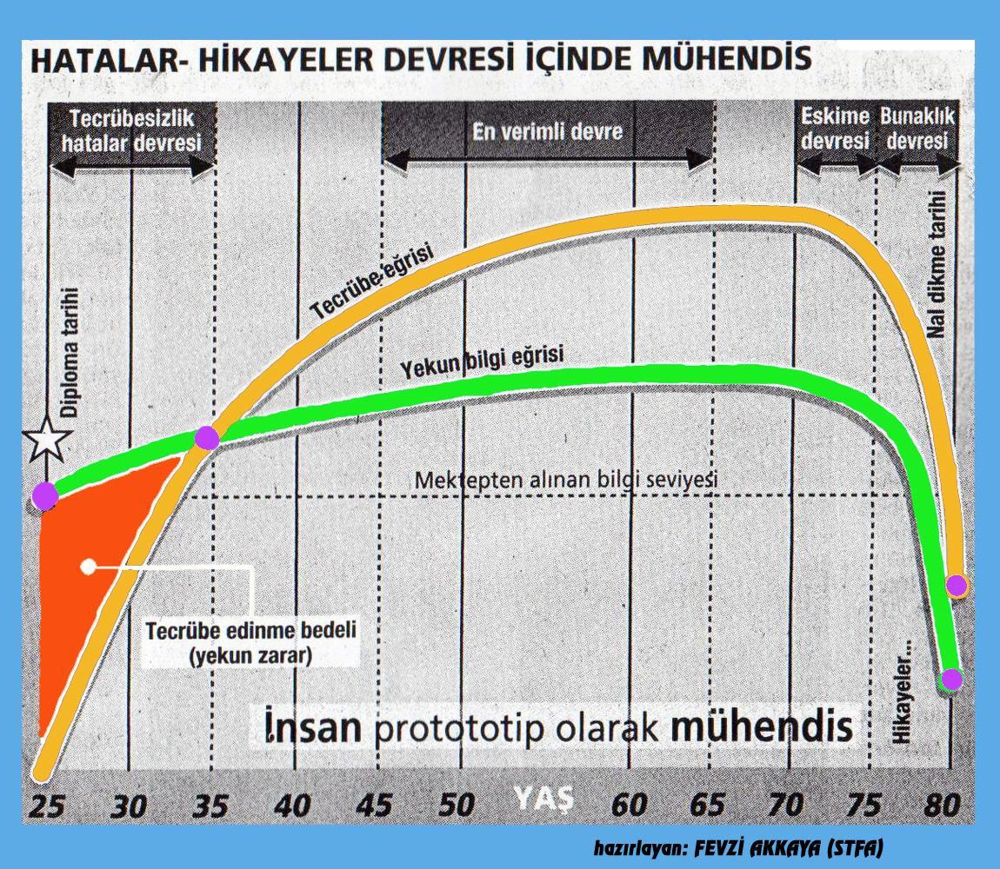 HATALAR- HİKAYELER DEVRESİ İÇİNDE MÜHENDİS
Tecrübesizlik
hatalar devresi
En verimli devre
Eskime
devresi
Bunaklık
devresi
Diploma tarihi
Nal dikme tarihi
Tecrübe eğrisi
Yekun bilgi eğrisi
Mektepten alınan bilgi seviyesi
Tecrübe edinme bedeli
(yekun zarar)
Hikayeler...
İnsan protototip olarak mühendis
25 30 35 40 45 50 YAŞ 60 65 70 75 80
hazırlayan: FEVZİ AKKAYA (STFA)